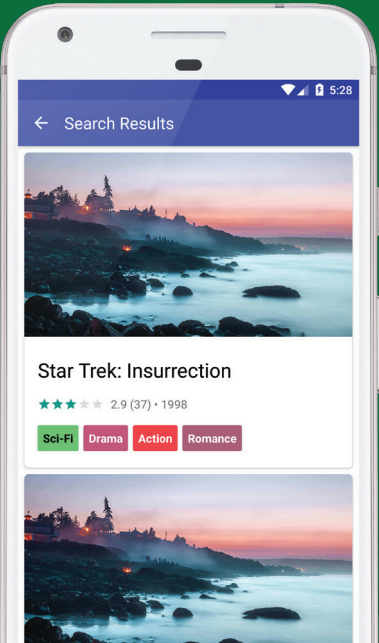 5:28
Search Results
Star Trek: Insurrection
2.9 (37) • 1998
Sci-Fi Drama Action Romance